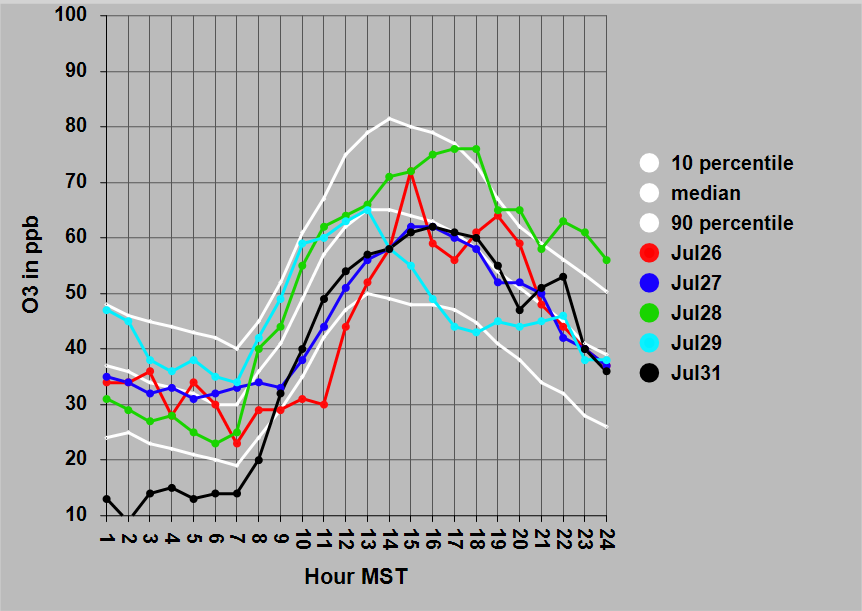 100
90
80
70
60
50
40
30
20
10
O3 in ppb
1 2 3 4 5 6 7 8 9 10 11 12 13 14 15 16 17 18 19 20 21 22 23 24
Hour MST
10 percentile
median
90 percentile
Jul26
Jul27
Jul28
Jul29
Jul31